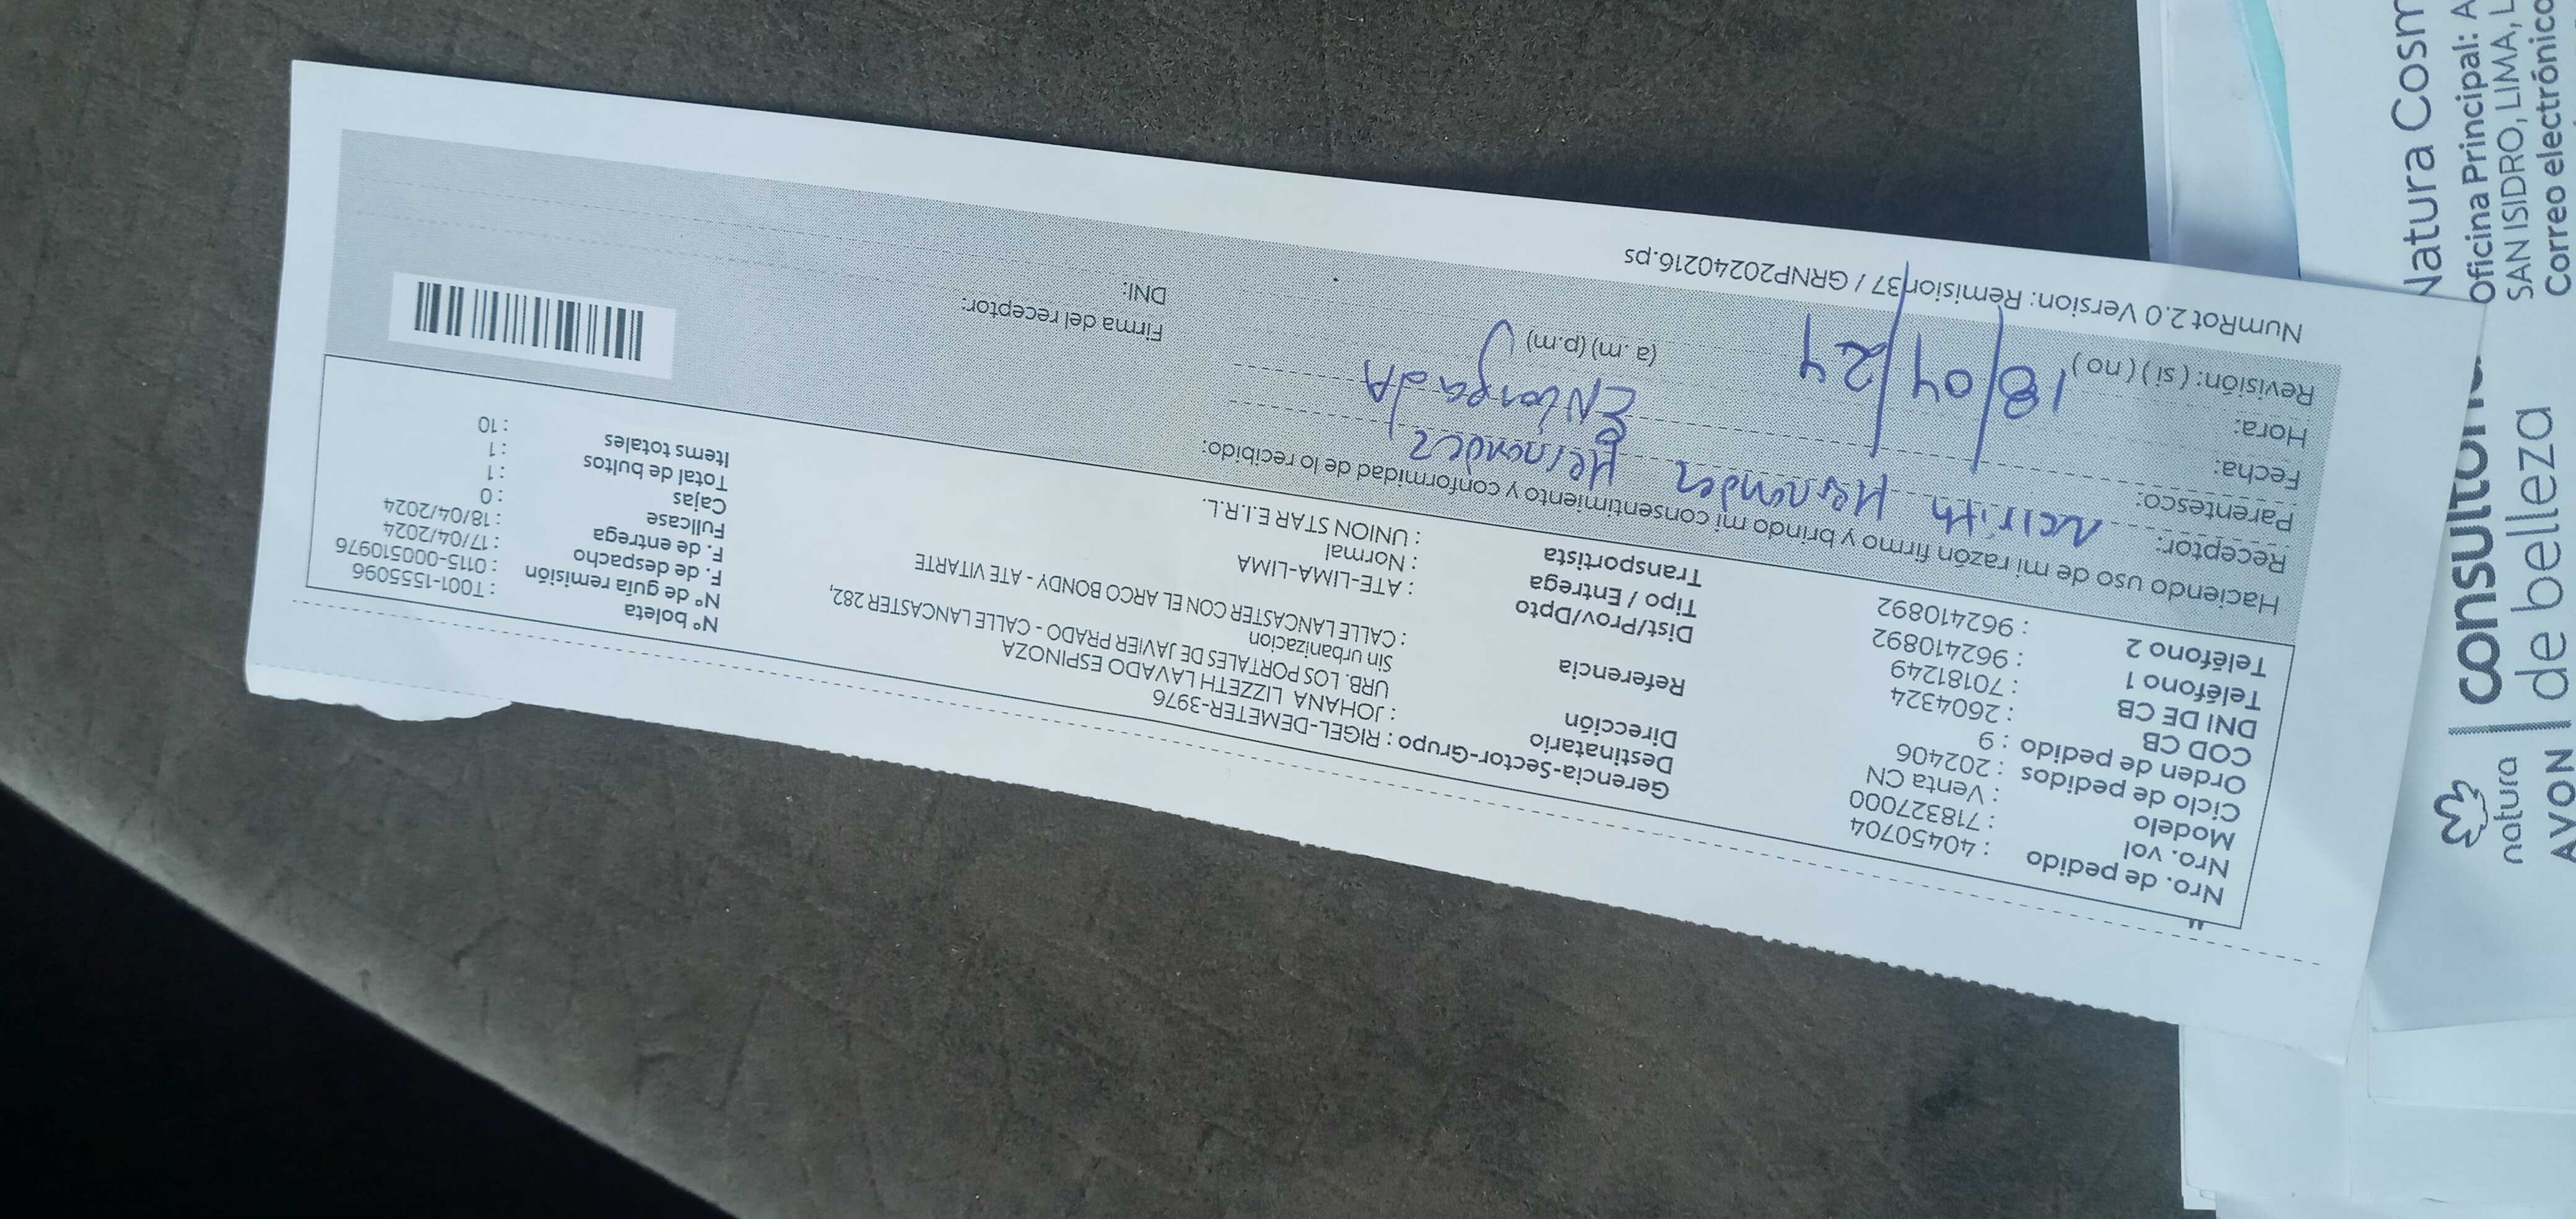 Nro. de pedido : 40450704
Nro. vol : 718327000
Modelo : Venta CN
Ciclo de pedidos : 202406
Orden de pedido : 9
COD CB : 2604324
DNI DE CB : 70181249
Teléfono 1 : 962410892
Teléfono 2 : 962410892
Gerencia-Sector-Grupo : RIGEL-DEMETER-3976
Destinatario : JOHANA LIZZETH LAVADO ESPINOZA
Dirección URB. LOS PORTALES DE JAVIER PRADO - CALLE LANCASTER 282,
Sin urbanizacion
Referencia : CALLE LANCASTER CON EL ARCO BONDY - ATE VITARTE
Dist/Prov/Dpto : ATE-LIMA-LIMA
Tipo / Entrega : Normal
Transportista : UNION STAR E.I.R.L.
Nº boleta : T001-1555096
Nº de guía remisión : 0115-000510976
F. de despacho : 17/04/2024
F. de entrega : 18/04/2024
Fullcase : 0
Cajas : 1
Total de bultos : 1
Items totales : 10
Haciendo uso de mi razón firmo y brindo mi consentimiento y conformidad de lo recibido:
Receptor: Hernandez Hernandez
Parentesco:
Fecha: 18/04/24
Hora: (a .m) (p.m)
Revisión: ( si ) ( no )
Firma del receptor:
DNI:
NumRot 2.0 Version: Remision37 / GRNP20240216.ps
natura
AVON
consultoria
de belleza
Natura Cosm
Oficina Principal: A
SAN ISIDRO, LIMA, L
Correo electrónico